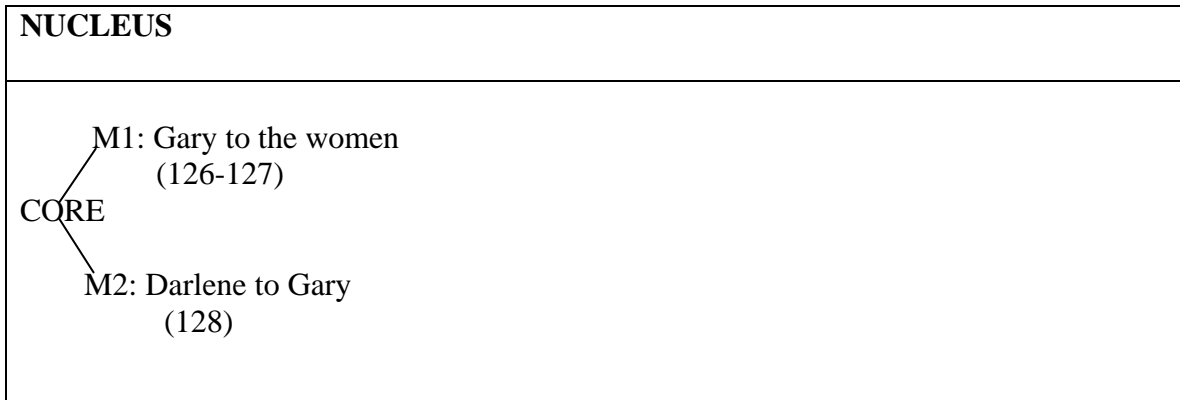 NUCLEUS
M1: Gary to the women
(126-127)
CORE
M2: Darlene to Gary
(128)